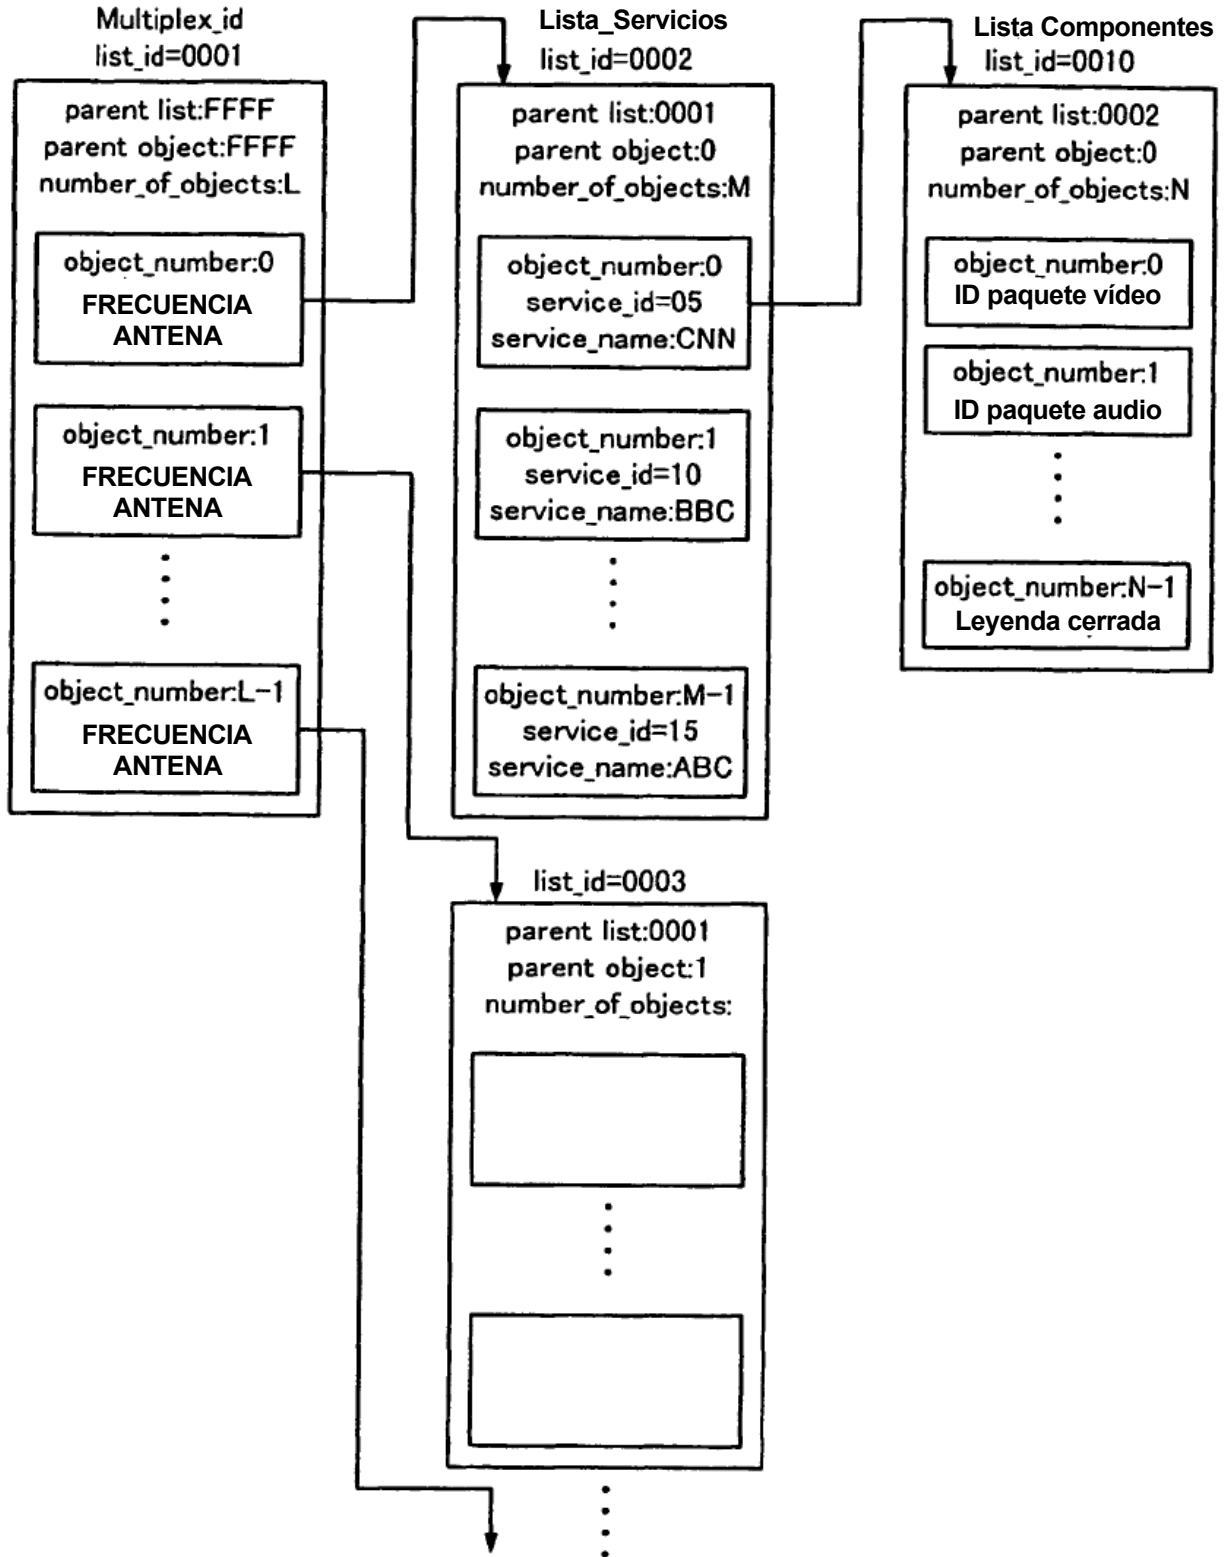 Multiplex_id
list_id=0001
parent list:FFFF
parent object:FFFF
number_of_objects:L
object_number:0
FRECUENCIA
ANTENA
object_number:1
FRECUENCIA
ANTENA
object_number:L-1
FRECUENCIA
ANTENA
Lista_Servicios
list_id=0002
parent list:0001
parent object:0
number_of_objects:M
object_number:0
service_id=05
service_name:CNN
object_number:1
service_id=10
service_name:BBC
object_number:M-1
service_id=15
service_name:ABC
list_id=0003
parent list:0001
parent object:1
number_of_objects:
Lista Componentes
list_id=0010
parent list:0002
parent object:0
number_of_objects:N
object_number:0
ID paquete vídeo
object_number:1
ID paquete audio
object_number:N-1
Leyenda cerrada